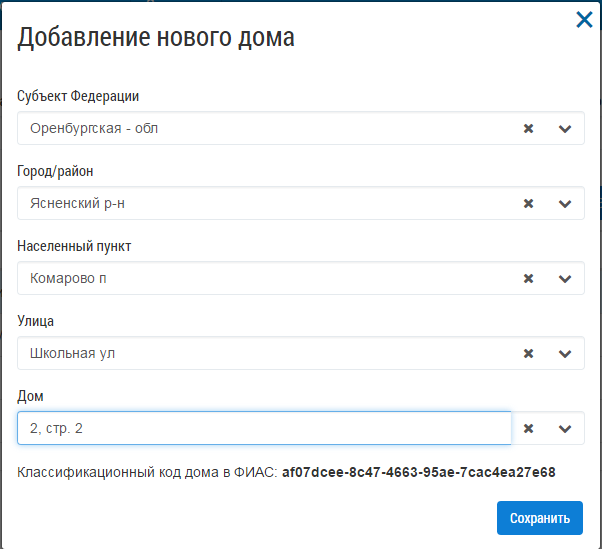 Добавление нового дома
Субъект Федерации
Оренбургская - обл
Город/район
Ясненский р-н
Населенный пункт
Комарово п
Улица
Школьная ул
Дом
2, стр. 2
Классификационный код дома в ФИАС: af07dcee-8c47-4663-95ae-7cac4ea27e68
Сохранить